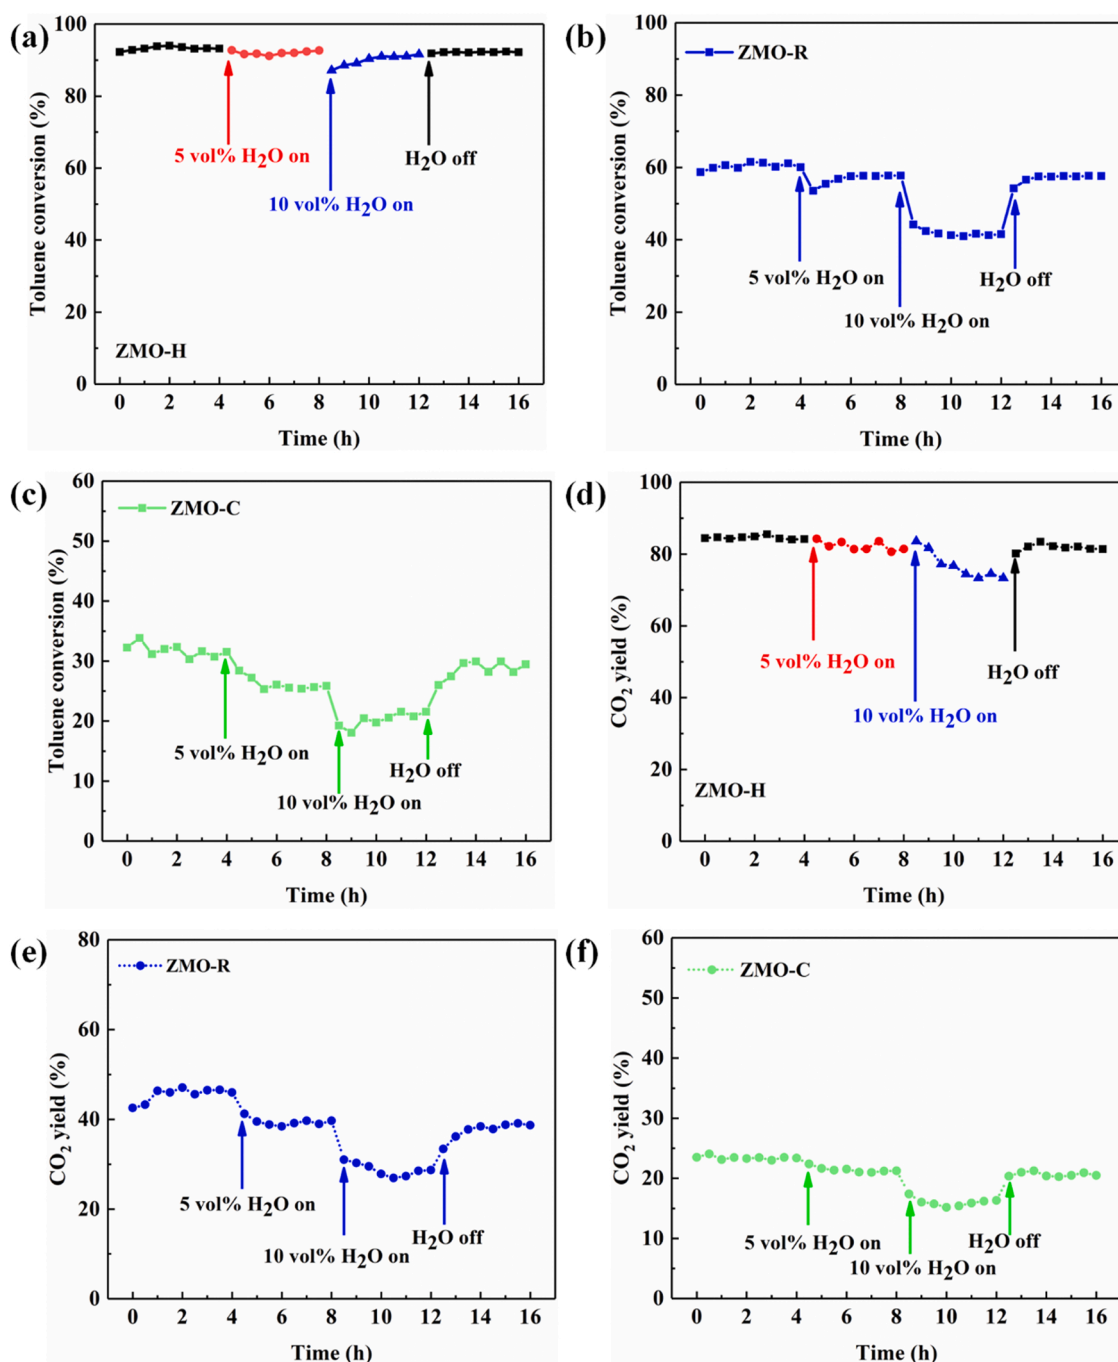 (a)
Toluene conversion (%)
100
80
60
40
20
0
5 vol% H2O on
10 vol% H2O on
H2O off
ZMO-H
0 2 4 6 8 10 12 14 16
Time (h)
(b)
Toluene conversion (%)
100
80
60
40
20
0
ZMO-R
5 vol% H2O on
10 vol% H2O on
H2O off
0 2 4 6 8 10 12 14 16
Time (h)
(c)
Toluene conversion (%)
60
50
40
30
20
10
0
ZMO-C
5 vol% H2O on
10 vol% H2O on
H2O off
0 2 4 6 8 10 12 14 16
Time (h)
(d)
CO2 yield (%)
100
80
60
40
20
0
5 vol% H2O on
10 vol% H2O on
H2O off
ZMO-H
0 2 4 6 8 10 12 14 16
Time (h)
(e)
CO2 yield (%)
80
60
40
20
0
ZMO-R
5 vol% H2O on
10 vol% H2O on
H2O off
0 2 4 6 8 10 12 14 16
Time (h)
(f)
CO2 yield (%)
60
50
40
30
20
10
0
ZMO-C
5 vol% H2O on
10 vol% H2O on
H2O off
0 2 4 6 8 10 12 14 16
Time (h)